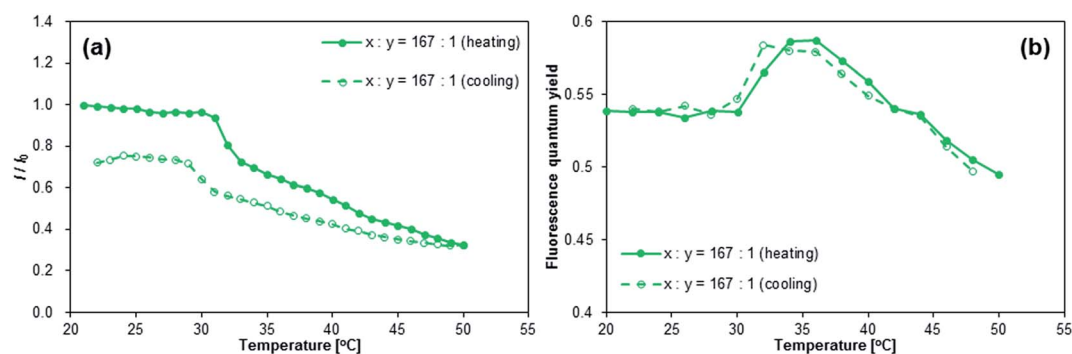 (a)
x : y = 167 : 1 (heating)
x : y = 167 : 1 (cooling)
I / I0
1.4
1.2
1.0
0.8
0.6
0.4
0.2
0.0
20 25 30 35 40 45 50 55
Temperature [°C]
(b)
x : y = 167 : 1 (heating)
x : y = 167 : 1 (cooling)
Fluorescence quantum yield
0.6
0.55
0.5
0.45
0.4
20 25 30 35 40 45 50 55
Temperature [°C]